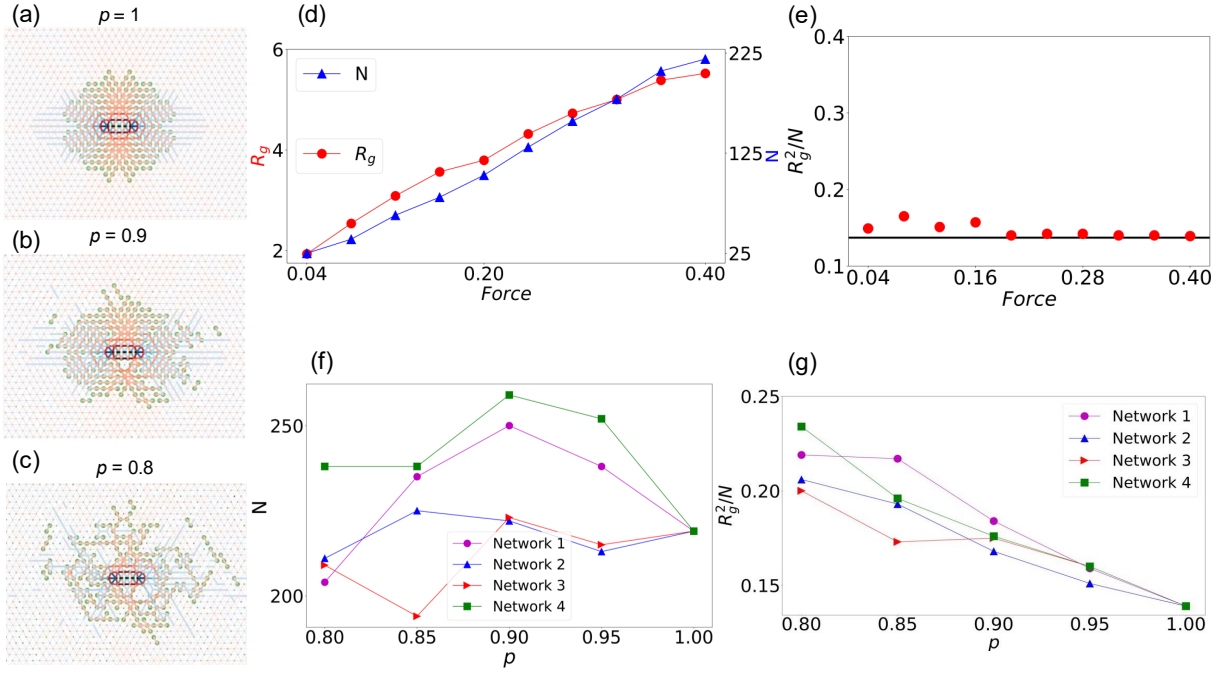 (a)
p = 1
(b)
p = 0.9
(c)
p = 0.8
(d)
6
4
2
R_g
N
R_g
225
125
25
N
0.04 0.20 0.40
Force
(e)
0.4
0.3
0.2
0.1
R_g^2/N
0.04 0.16 0.28 0.40
Force
(f)
250
200
N
Network 1
Network 2
Network 3
Network 4
0.80 0.85 0.90 0.95 1.00
p
(g)
0.25
0.20
0.15
R_g^2/N
Network 1
Network 2
Network 3
Network 4
0.80 0.85 0.90 0.95 1.00
p